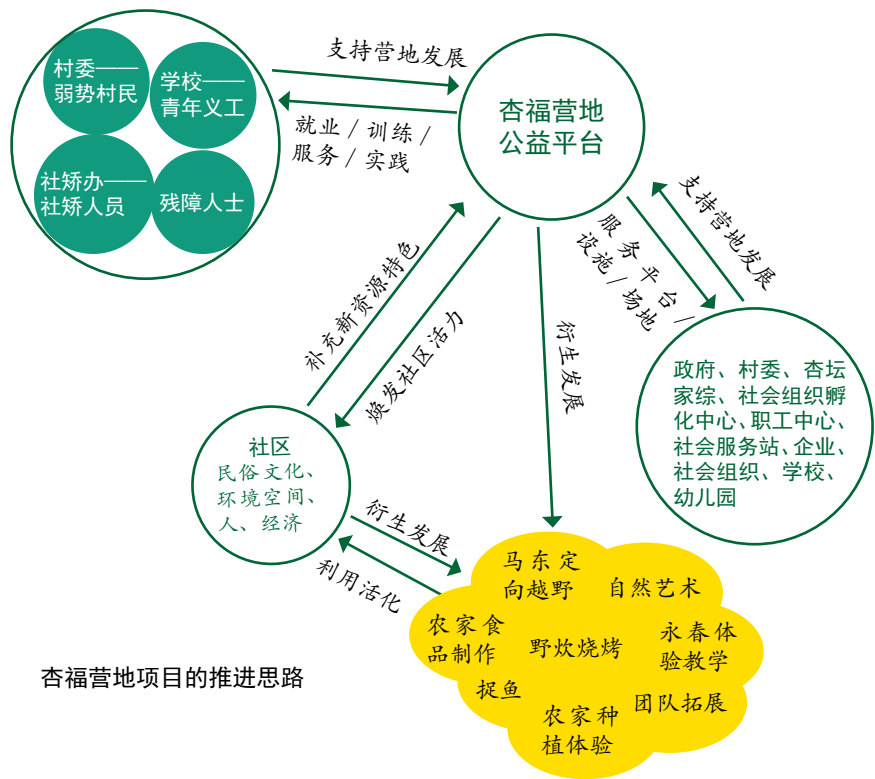 村委——
弱势村民
学校——
青年义工
社矫办——
社矫人员
残障人士
支持营地发展
就业 / 训练 /
服务 / 实践
杏福营地
公益平台
支持营地发展
服务平台 /
设施 / 场地
补充新资源特色
焕发社区活力
衍生发展
政府、村委、杏坛
家综、社会组织孵
化中心、职工中心、
社会服务站、企业、
社会组织、学校、
幼儿园
社区
民俗文化、
环境空间、
人、经济
衍生发展
利用活化
马东定
向越野
自然艺术
农家食
品制作
野炊烧烤
永春体
验教学
捉鱼
农家种
植体验
团队拓展
杏福营地项目的推进思路